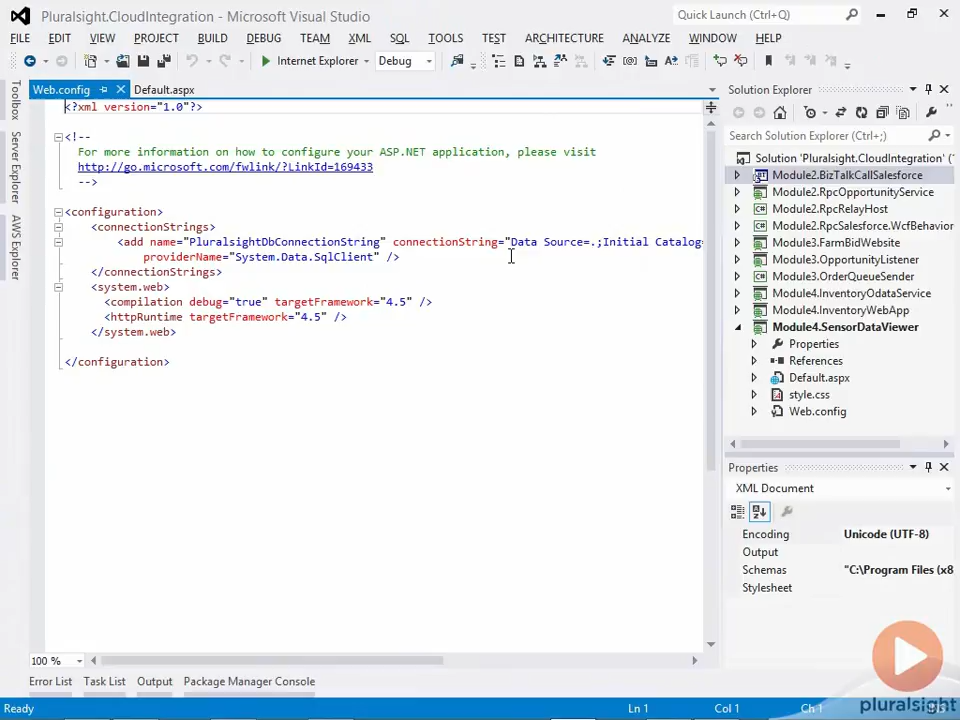 Pluralsight.CloudIntegration - Microsoft Visual Studio
Quick Launch (Ctrl+Q)
FILE EDIT VIEW PROJECT BUILD DEBUG TEAM XML SQL TOOLS TEST ARCHITECTURE ANALYZE WINDOW HELP
Internet Explorer Debug
Web.config Default.aspx
Toolbox
Server Explorer
AWS Explorer
<?xml version="1.0"?>
<!--
For more information on how to configure your ASP.NET application, please visit
http://go.microsoft.com/fwlink/?LinkId=169433
-->
<configuration>
<connectionStrings>
<add name="PluralsightDbConnectionString" connectionString="Data Source=.;Initial Catalog=
providerName="System.Data.SqlClient" />
</connectionStrings>
<system.web>
<compilation debug="true" targetFramework="4.5" />
<httpRuntime targetFramework="4.5" />
</system.web>
</configuration>
100 %
Solution Explorer
Search Solution Explorer (Ctrl+;)
Solution 'Pluralsight.CloudIntegration' (
Module2.BizTalkCallSalesforce
Module2.RpcOpportunityService
Module2.RpcRelayHost
Module2.RpcSalesforce.WcfBehavior
Module3.FarmBidWebsite
Module3.OpportunityListener
Module3.OrderQueueSender
Module4.InventoryOdataService
Module4.InventoryWebApp
Module4.SensorDataViewer
Properties
References
Default.aspx
style.css
Web.config
Properties
XML Document
Encoding Unicode (UTF-8)
Output
Schemas "C:\Program Files (x8
Stylesheet
Error List Task List Output Package Manager Console
Ready Ln 1 Col 1 Ch 1
pluralsight